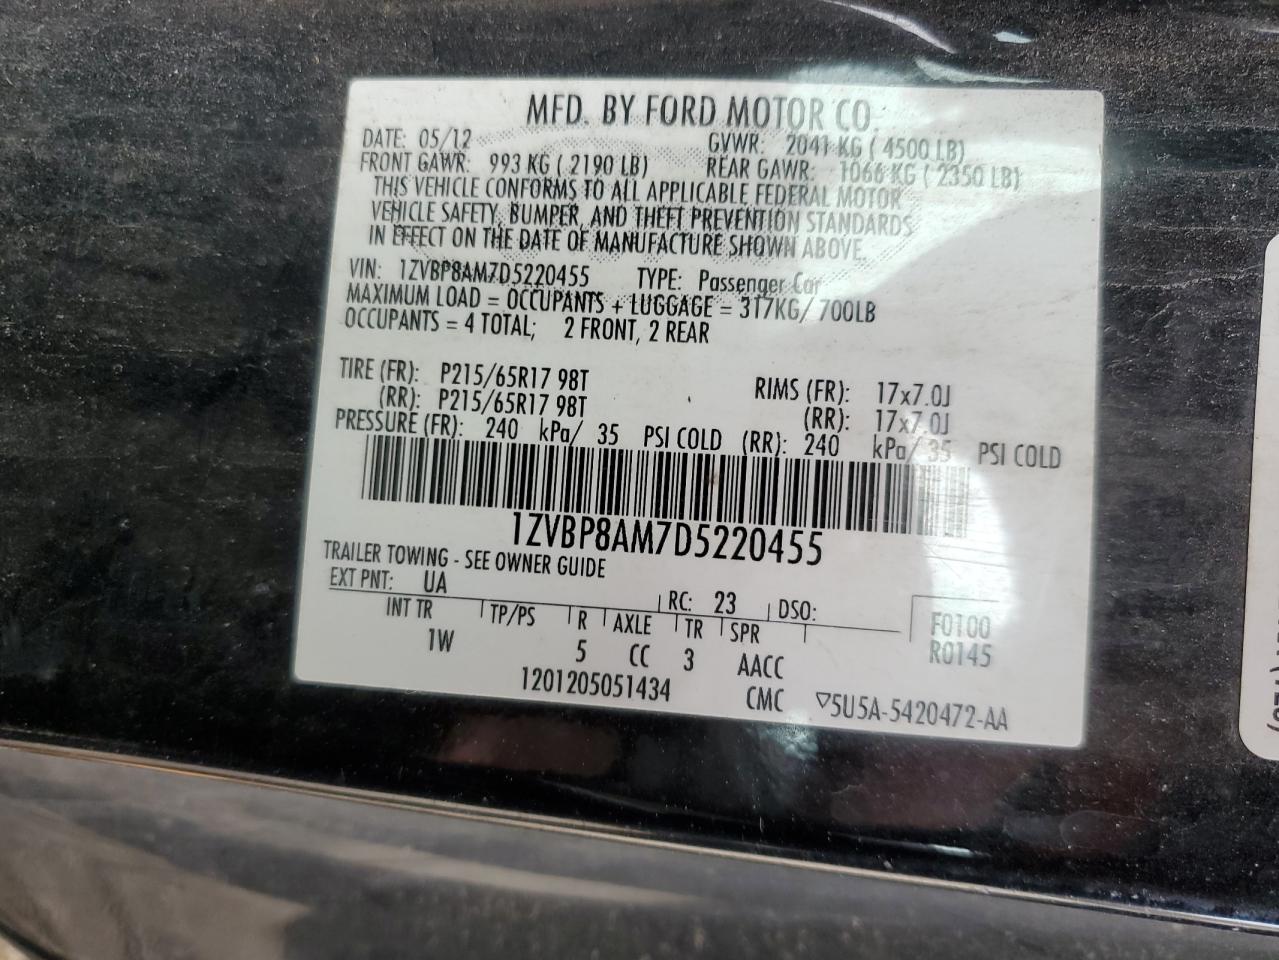 MFD. BY FORD MOTOR CO.
DATE: 05/12 GVWR: 2041 KG ( 4500 LB)
FRONT GAWR: 993 KG ( 2190 LB) REAR GAWR: 1066 KG ( 2350 LB)
THIS VEHICLE CONFORMS TO ALL APPLICABLE FEDERAL MOTOR
VEHICLE SAFETY, BUMPER, AND THEFT PREVENTION STANDARDS
IN EFFECT ON THE DATE OF MANUFACTURE SHOWN ABOVE.
VIN: 1ZVBP8AM7D5220455 TYPE: Passenger Car
MAXIMUM LOAD = OCCUPANTS + LUGGAGE = 317KG/ 700LB
OCCUPANTS = 4 TOTAL; 2 FRONT, 2 REAR
TIRE (FR): P215/65R17 98T RIMS (FR): 17x7.0J
(RR): P215/65R17 98T (RR): 17x7.0J
PRESSURE (FR): 240 kPa/ 35 PSI COLD (RR): 240 kPa/ 35 PSI COLD
1ZVBP8AM7D5220455
TRAILER TOWING - SEE OWNER GUIDE
EXT PNT: UA RC: 23 DSO:
INT TR TP/PS R AXLE TR SPR F0100
1W 5 CC 3 AACC R0145
1201205051434 CMC ▽5U5A-5420472-AA